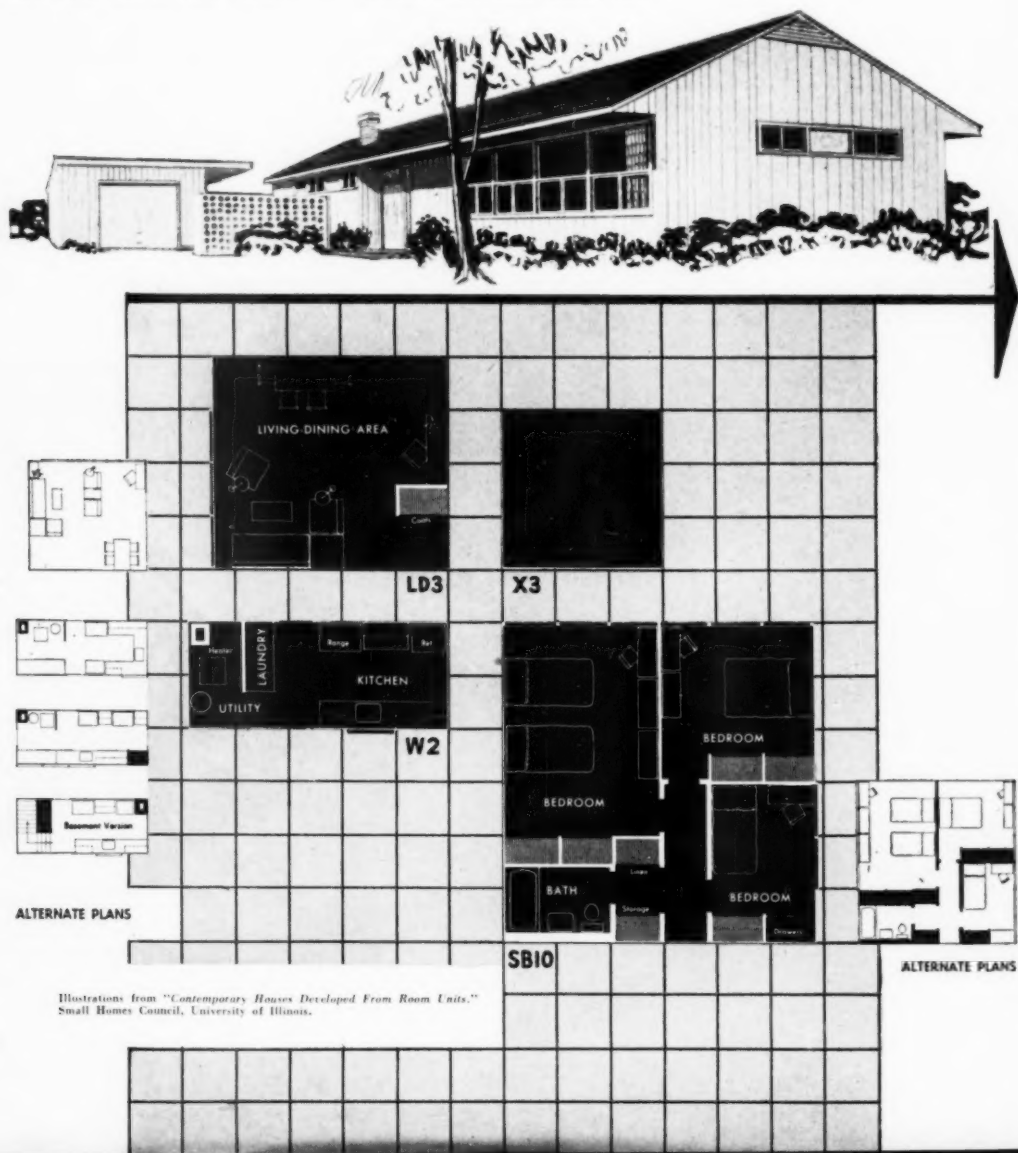 LIVING-DINING AREA
Coats
LD3
X3
Heater
LAUNDRY
Range
Ref
KITCHEN
UTILITY
W2
BEDROOM
BEDROOM
Basement Version
Linen
BATH
Storage
BEDROOM
Drawers
ALTERNATE PLANS
SB10
ALTERNATE PLANS
Illustrations from "Contemporary Houses Developed From Room Units."
Small Homes Council, University of Illinois.